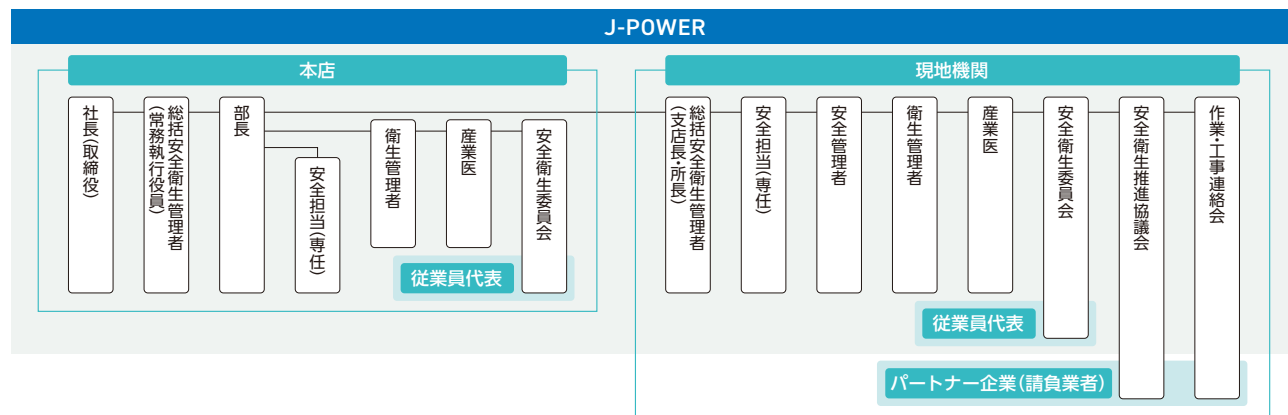 J-POWER
本店
社長(取締役)
総括安全衛生管理者
(常務執行役員)
部長
安全担当(専任)
衛生管理者
産業医
安全衛生委員会
従業員代表
現地機関
総括安全衛生管理者
(支店長・所長)
安全担当(専任)
安全管理者
衛生管理者
産業医
安全衛生委員会
安全衛生推進協議会
作業・工事連絡会
従業員代表
パートナー企業(請負業者)